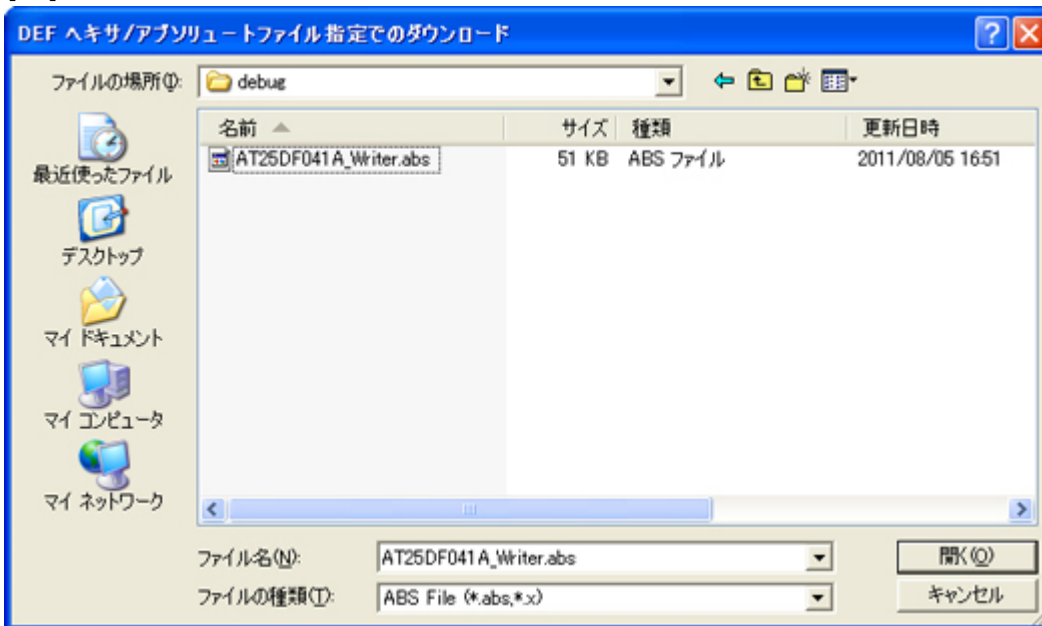 DEF ヘキサ/アブソリュートファイル指定でのダウンロード
ファイルの場所(I): debug
名前 サイズ 種類 更新日時
AT25DF041A_Writer.abs 51 KB ABS ファイル 2011/08/05 16:51
最近使ったファイル
デスクトップ
マイ ドキュメント
マイ コンピュータ
マイ ネットワーク
ファイル名(N): AT25DF041A_Writer.abs 開く(O)
ファイルの種類(T): ABS File (*.abs,*.x) キャンセル